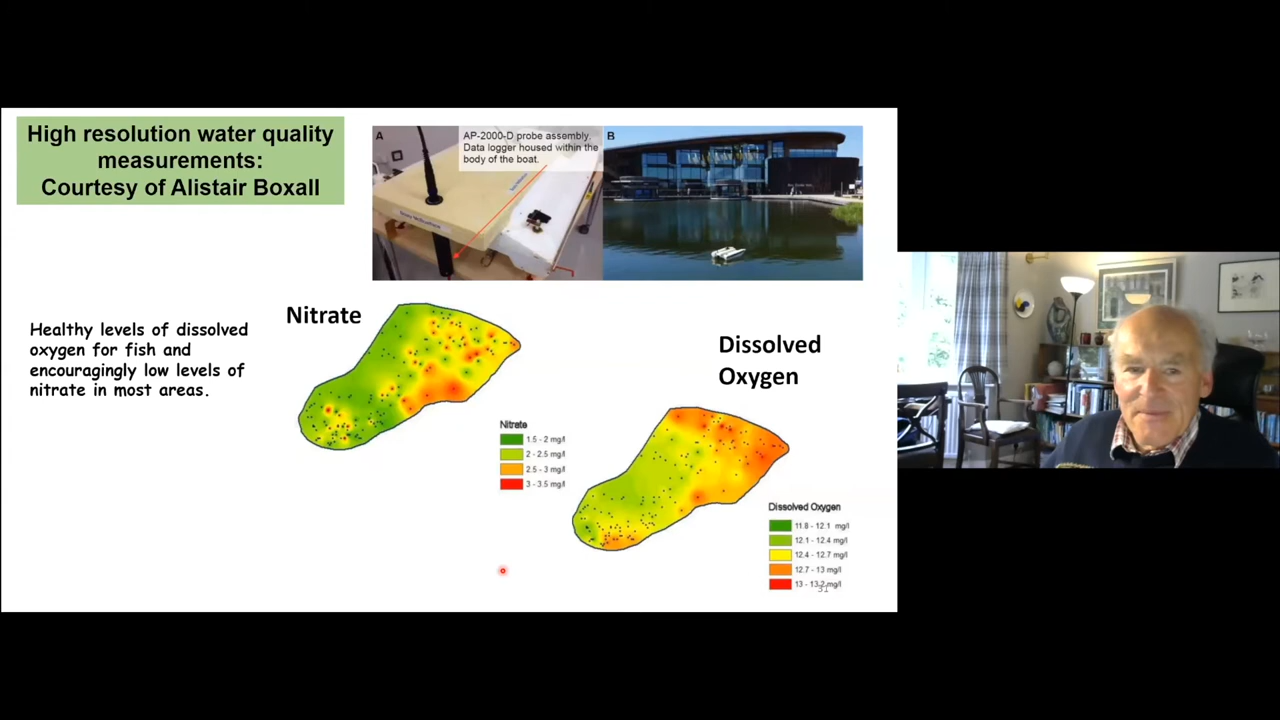 High resolution water quality
measurements:
Courtesy of Alistair Boxall
A
AP-2000-D probe assembly.
Data logger housed within the
body of the boat.
B
Healthy levels of dissolved
oxygen for fish and
encouragingly low levels of
nitrate in most areas.
Nitrate
Nitrate
1.5 - 2 mg/l
2 - 2.5 mg/l
2.5 - 3 mg/l
3 - 3.5 mg/l
Dissolved
Oxygen
Dissolved Oxygen
11.8 - 12.1 mg/l
12.1 - 12.4 mg/l
12.4 - 12.7 mg/l
12.7 - 13 mg/l
13 - 13.2 mg/l
31